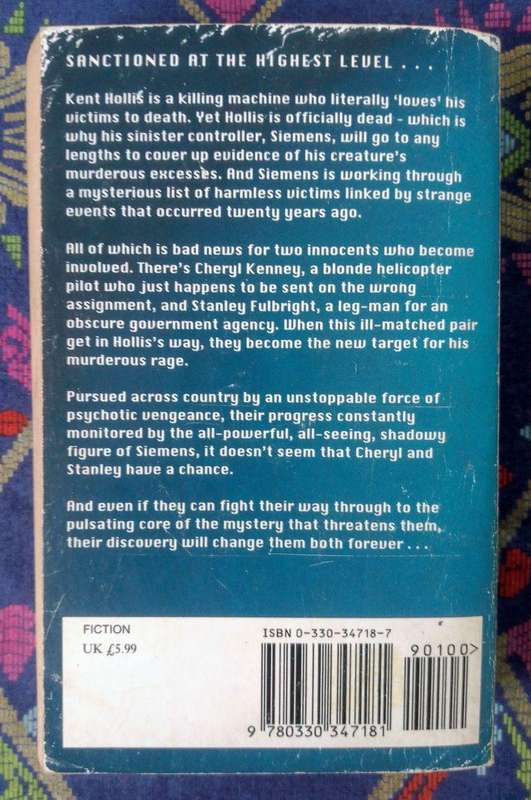 SANCTIONED AT THE HIGHEST LEVEL . . .
Kent Hollis is a killing machine who literally 'loves' his
victims to death. Yet Hollis is officially dead - which is
why his sinister controller, Siemens, will go to any
lengths to cover up evidence of his creature's
murderous excesses. And Siemens is working through
a mysterious list of harmless victims linked by strange
events that occurred twenty years ago.
All of which is bad news for two innocents who become
involved. There's Cheryl Kenney, a blonde helicopter
pilot who just happens to be sent on the wrong
assignment, and Stanley Fulbright, a leg-man for an
obscure government agency. When this ill-matched pair
get in Hollis's way, they become the new target for his
murderous rage.
Pursued across country by an unstoppable force of
psychotic vengeance, their progress constantly
monitored by the all-powerful, all-seeing, shadowy
figure of Siemens, it doesn't seem that Cheryl and
Stanley have a chance.
And even if they can fight their way through to the
pulsating core of the mystery that threatens them,
their discovery will change them both forever . . .
FICTION
UK £5.99
ISBN 0-330-34718-7
90100>
9 780330 347181